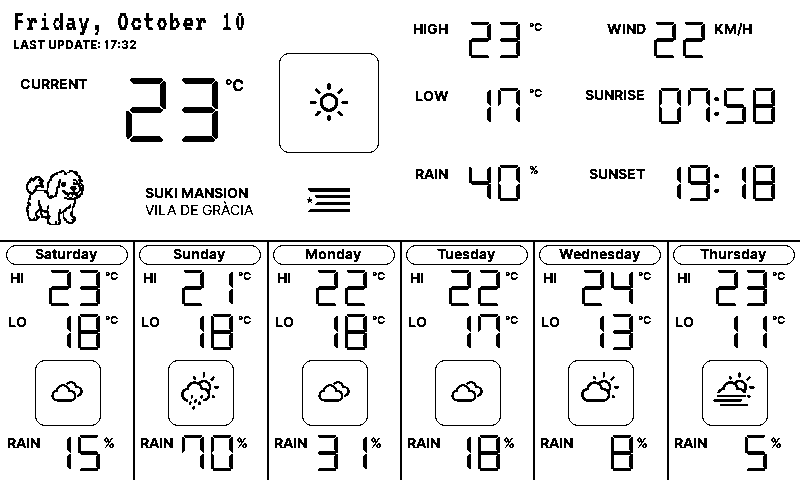 Friday, October 10
LAST UPDATE: 17:32
CURRENT 23 °C
HIGH 23 °C
LOW 17 °C
RAIN 40 %
WIND 22 KM/H
SUNRISE 07:58
SUNSET 19:18
SUKI MANSION
VILA DE GRÀCIA
Saturday
HI 23 °C
LO 18 °C
RAIN 15 %
Sunday
HI 21 °C
LO 18 °C
RAIN 70 %
Monday
HI 22 °C
LO 18 °C
RAIN 31 %
Tuesday
HI 22 °C
LO 17 °C
RAIN 18 %
Wednesday
HI 24 °C
LO 13 °C
RAIN 8 %
Thursday
HI 23 °C
LO 11 °C
RAIN 5 %